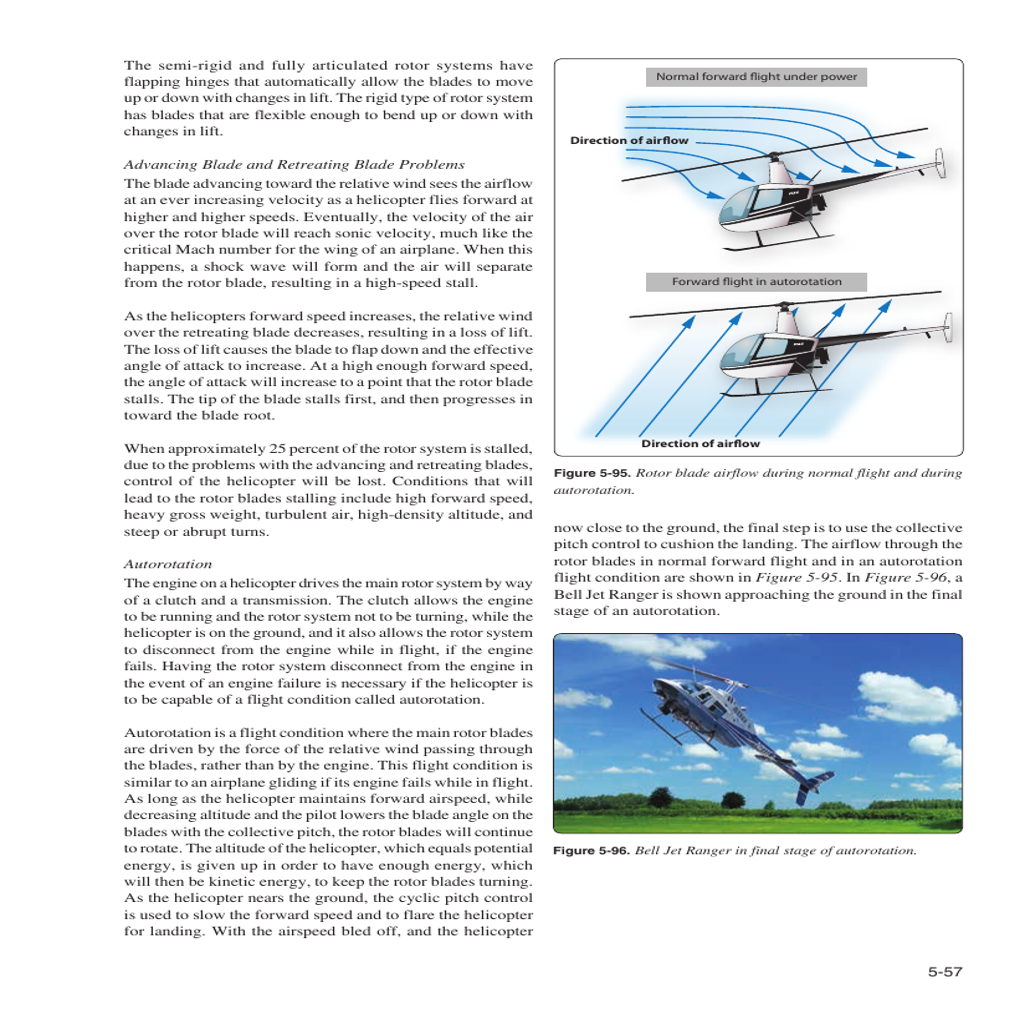 The semi-rigid and fully articulated rotor systems have
flapping hinges that automatically allow the blades to move
up or down with changes in lift. The rigid type of rotor system
has blades that are flexible enough to bend up or down with
changes in lift.
Advancing Blade and Retreating Blade Problems
The blade advancing toward the relative wind sees the airflow
at an ever increasing velocity as a helicopter flies forward at
higher and higher speeds. Eventually, the velocity of the air
over the rotor blade will reach sonic velocity, much like the
critical Mach number for the wing of an airplane. When this
happens, a shock wave will form and the air will separate
from the rotor blade, resulting in a high-speed stall.
As the helicopters forward speed increases, the relative wind
over the retreating blade decreases, resulting in a loss of lift.
The loss of lift causes the blade to flap down and the effective
angle of attack to increase. At a high enough forward speed,
the angle of attack will increase to a point that the rotor blade
stalls. The tip of the blade stalls first, and then progresses in
toward the blade root.
When approximately 25 percent of the rotor system is stalled,
due to the problems with the advancing and retreating blades,
control of the helicopter will be lost. Conditions that will
lead to the rotor blades stalling include high forward speed,
heavy gross weight, turbulent air, high-density altitude, and
steep or abrupt turns.
Autorotation
The engine on a helicopter drives the main rotor system by way
of a clutch and a transmission. The clutch allows the engine
to be running and the rotor system not to be turning, while the
helicopter is on the ground, and it also allows the rotor system
to disconnect from the engine while in flight, if the engine
fails. Having the rotor system disconnect from the engine in
the event of an engine failure is necessary if the helicopter is
to be capable of a flight condition called autorotation.
Autorotation is a flight condition where the main rotor blades
are driven by the force of the relative wind passing through
the blades, rather than by the engine. This flight condition is
similar to an airplane gliding if its engine fails while in flight.
As long as the helicopter maintains forward airspeed, while
decreasing altitude and the pilot lowers the blade angle on the
blades with the collective pitch, the rotor blades will continue
to rotate. The altitude of the helicopter, which equals potential
energy, is given up in order to have enough energy, which
will then be kinetic energy, to keep the rotor blades turning.
As the helicopter nears the ground, the cyclic pitch control
is used to slow the forward speed and to flare the helicopter
for landing. With the airspeed bled off, and the helicopter
Normal forward flight under power
Direction of airflow
Forward flight in autorotation
Direction of airflow
Figure 5-95. Rotor blade airflow during normal flight and during
autorotation.
now close to the ground, the final step is to use the collective
pitch control to cushion the landing. The airflow through the
rotor blades in normal forward flight and in an autorotation
flight condition are shown in Figure 5-95. In Figure 5-96, a
Bell Jet Ranger is shown approaching the ground in the final
stage of an autorotation.
Figure 5-96. Bell Jet Ranger in final stage of autorotation.
5-57